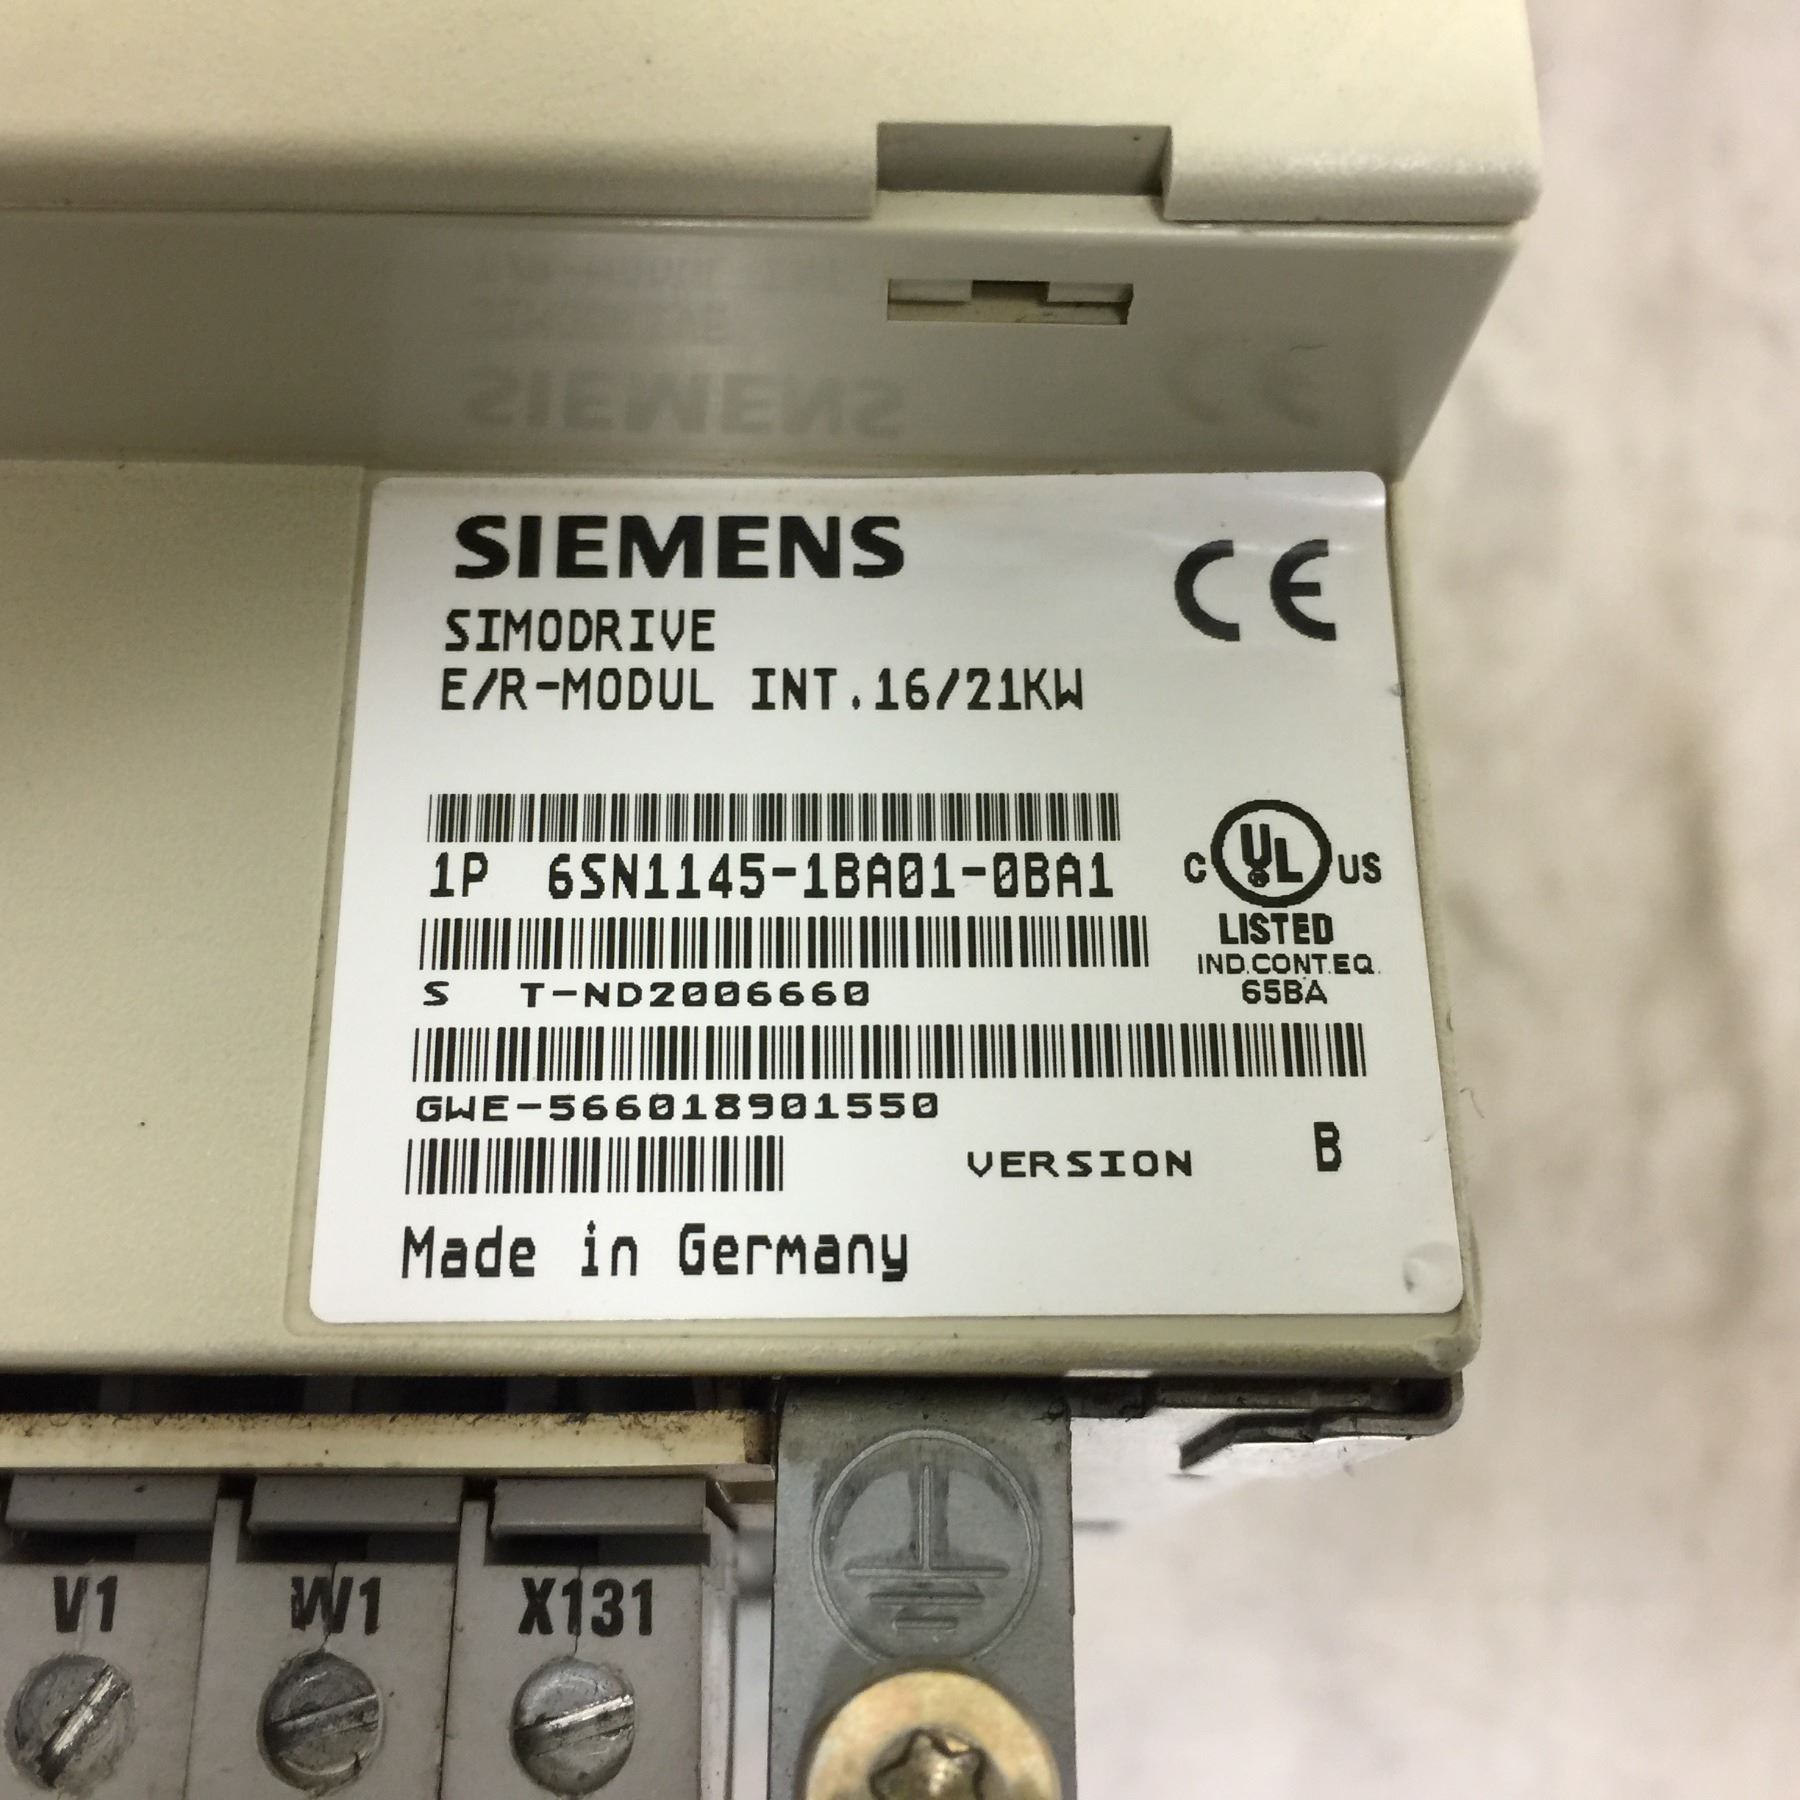 SIEMENS
CE
SIMODRIVE
E/R-MODUL INT.16/21KW
1P 6SN1145-1BA01-0BA1
C UL US
LISTED
IND.CONT.EQ.
65BA
S T-ND2006660
GWE-566018901550
VERSION B
Made in Germany
V1 W1 X131